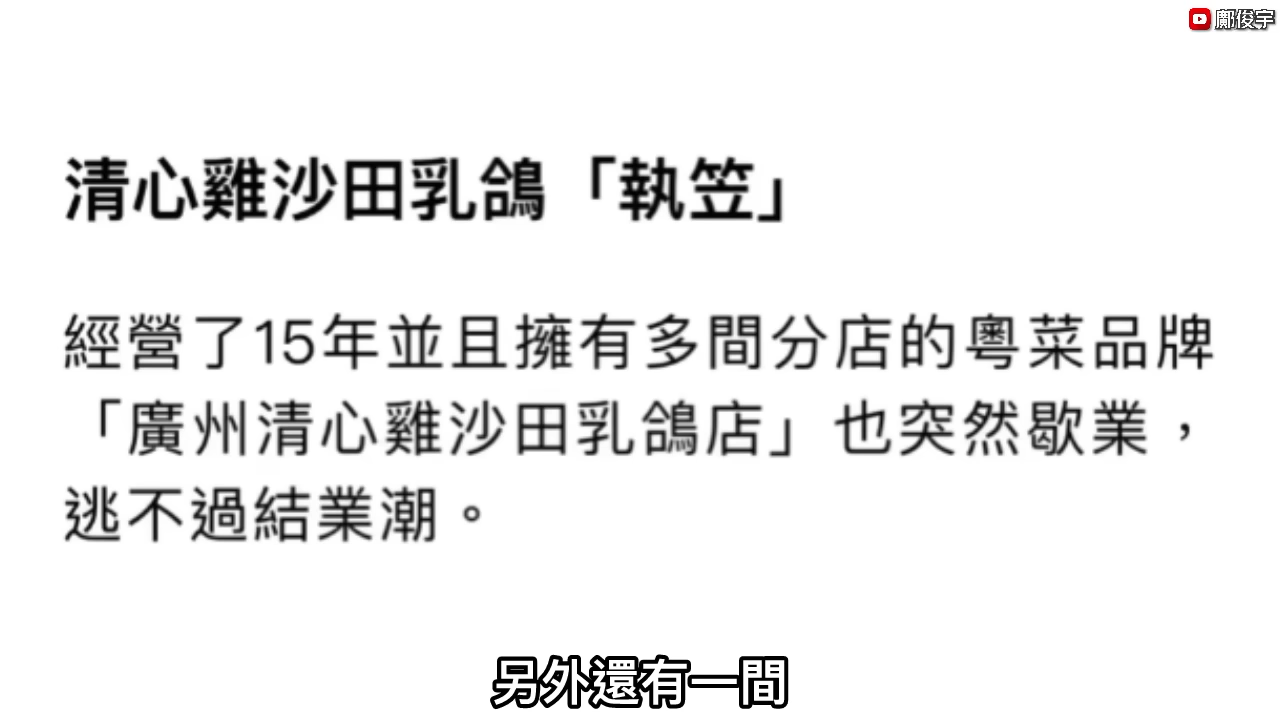 鄺俊宇
清心雞沙田乳鴿「執笠」
經營了15年並且擁有多間分店的粵菜品牌
「廣州清心雞沙田乳鴿店」也突然歇業，
逃不過結業潮。
另外還有一間